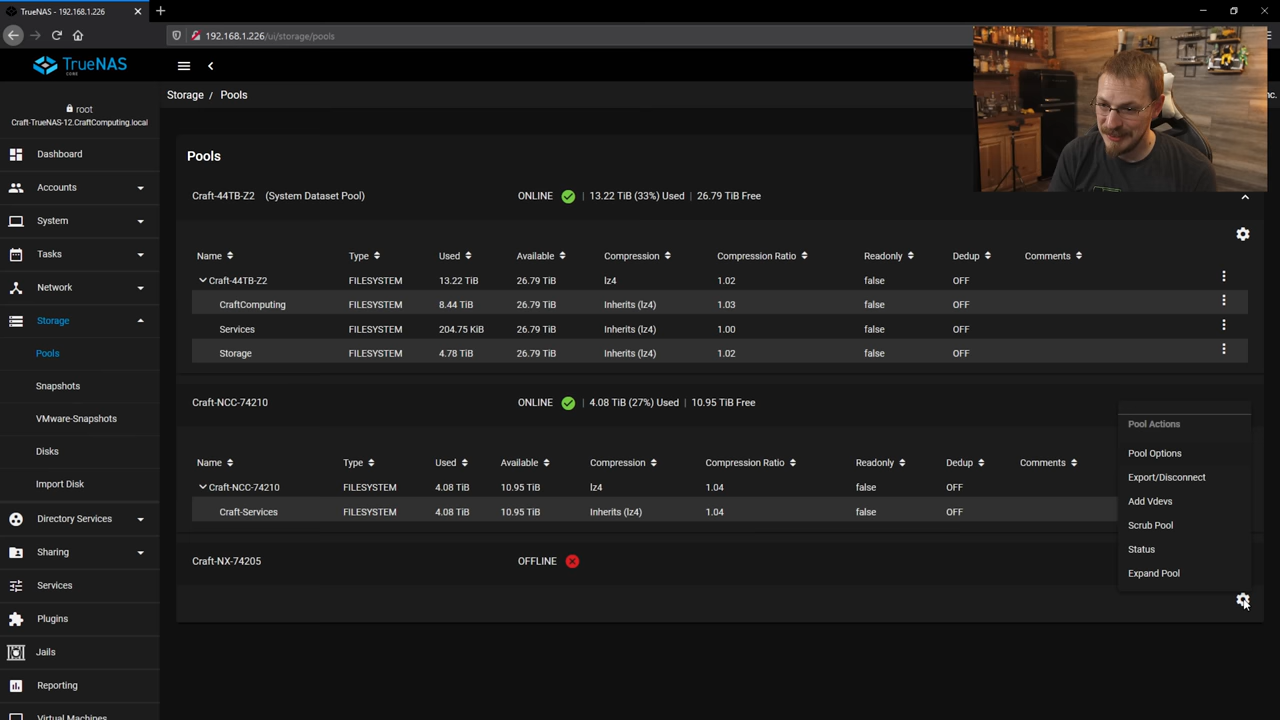 TrueNAS - 192.168.1.226
192.168.1.226/ui/storage/pools
TrueNAS
CORE
root
Craft-TrueNAS-12.CraftComputing.local
Dashboard
Accounts
System
Tasks
Network
Storage
Pools
Snapshots
VMware-Snapshots
Disks
Import Disk
Directory Services
Sharing
Services
Plugins
Jails
Reporting
Virtual Machines
Storage / Pools
nc.
Pools
Craft-44TB-Z2 (System Dataset Pool) ONLINE | 13.22 TiB (33%) Used | 26.79 TiB Free
Name Type Used Available Compression Compression Ratio Readonly Dedup Comments
Craft-44TB-Z2 FILESYSTEM 13.22 TiB 26.79 TiB lz4 1.02 false OFF
CraftComputing FILESYSTEM 8.44 TiB 26.79 TiB Inherits (lz4) 1.03 false OFF
Services FILESYSTEM 204.75 KiB 26.79 TiB Inherits (lz4) 1.00 false OFF
Storage FILESYSTEM 4.78 TiB 26.79 TiB Inherits (lz4) 1.02 false OFF
Craft-NCC-74210 ONLINE | 4.08 TiB (27%) Used | 10.95 TiB Free
Name Type Used Available Compression Compression Ratio Readonly Dedup Comments
Craft-NCC-74210 FILESYSTEM 4.08 TiB 10.95 TiB lz4 1.04 false OFF
Craft-Services FILESYSTEM 4.08 TiB 10.95 TiB Inherits (lz4) 1.04 false OFF
Craft-NX-74205 OFFLINE
Pool Actions
Pool Options
Export/Disconnect
Add Vdevs
Scrub Pool
Status
Expand Pool